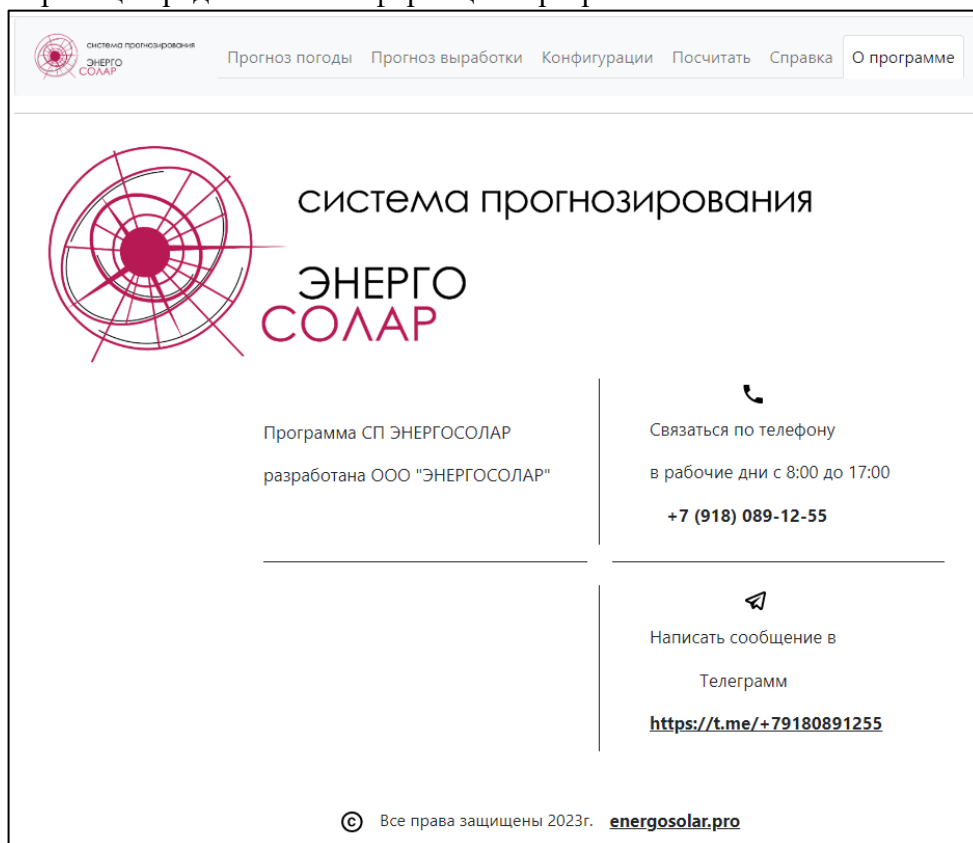 система прогнозирования
ЭНЕРГО
СОЛАР
Прогноз погоды Прогноз выработки Конфигурации Посчитать Справка О программе
система прогнозирования
ЭНЕРГО
СОЛАР
Программа СП ЭНЕРГОСОЛАР
разработана ООО "ЭНЕРГОСОЛАР"
Связаться по телефону
в рабочие дни с 8:00 до 17:00
+7 (918) 089-12-55
Написать сообщение в
Телеграмм
https://t.me/+79180891255
© Все права защищены 2023г. energosolar.pro